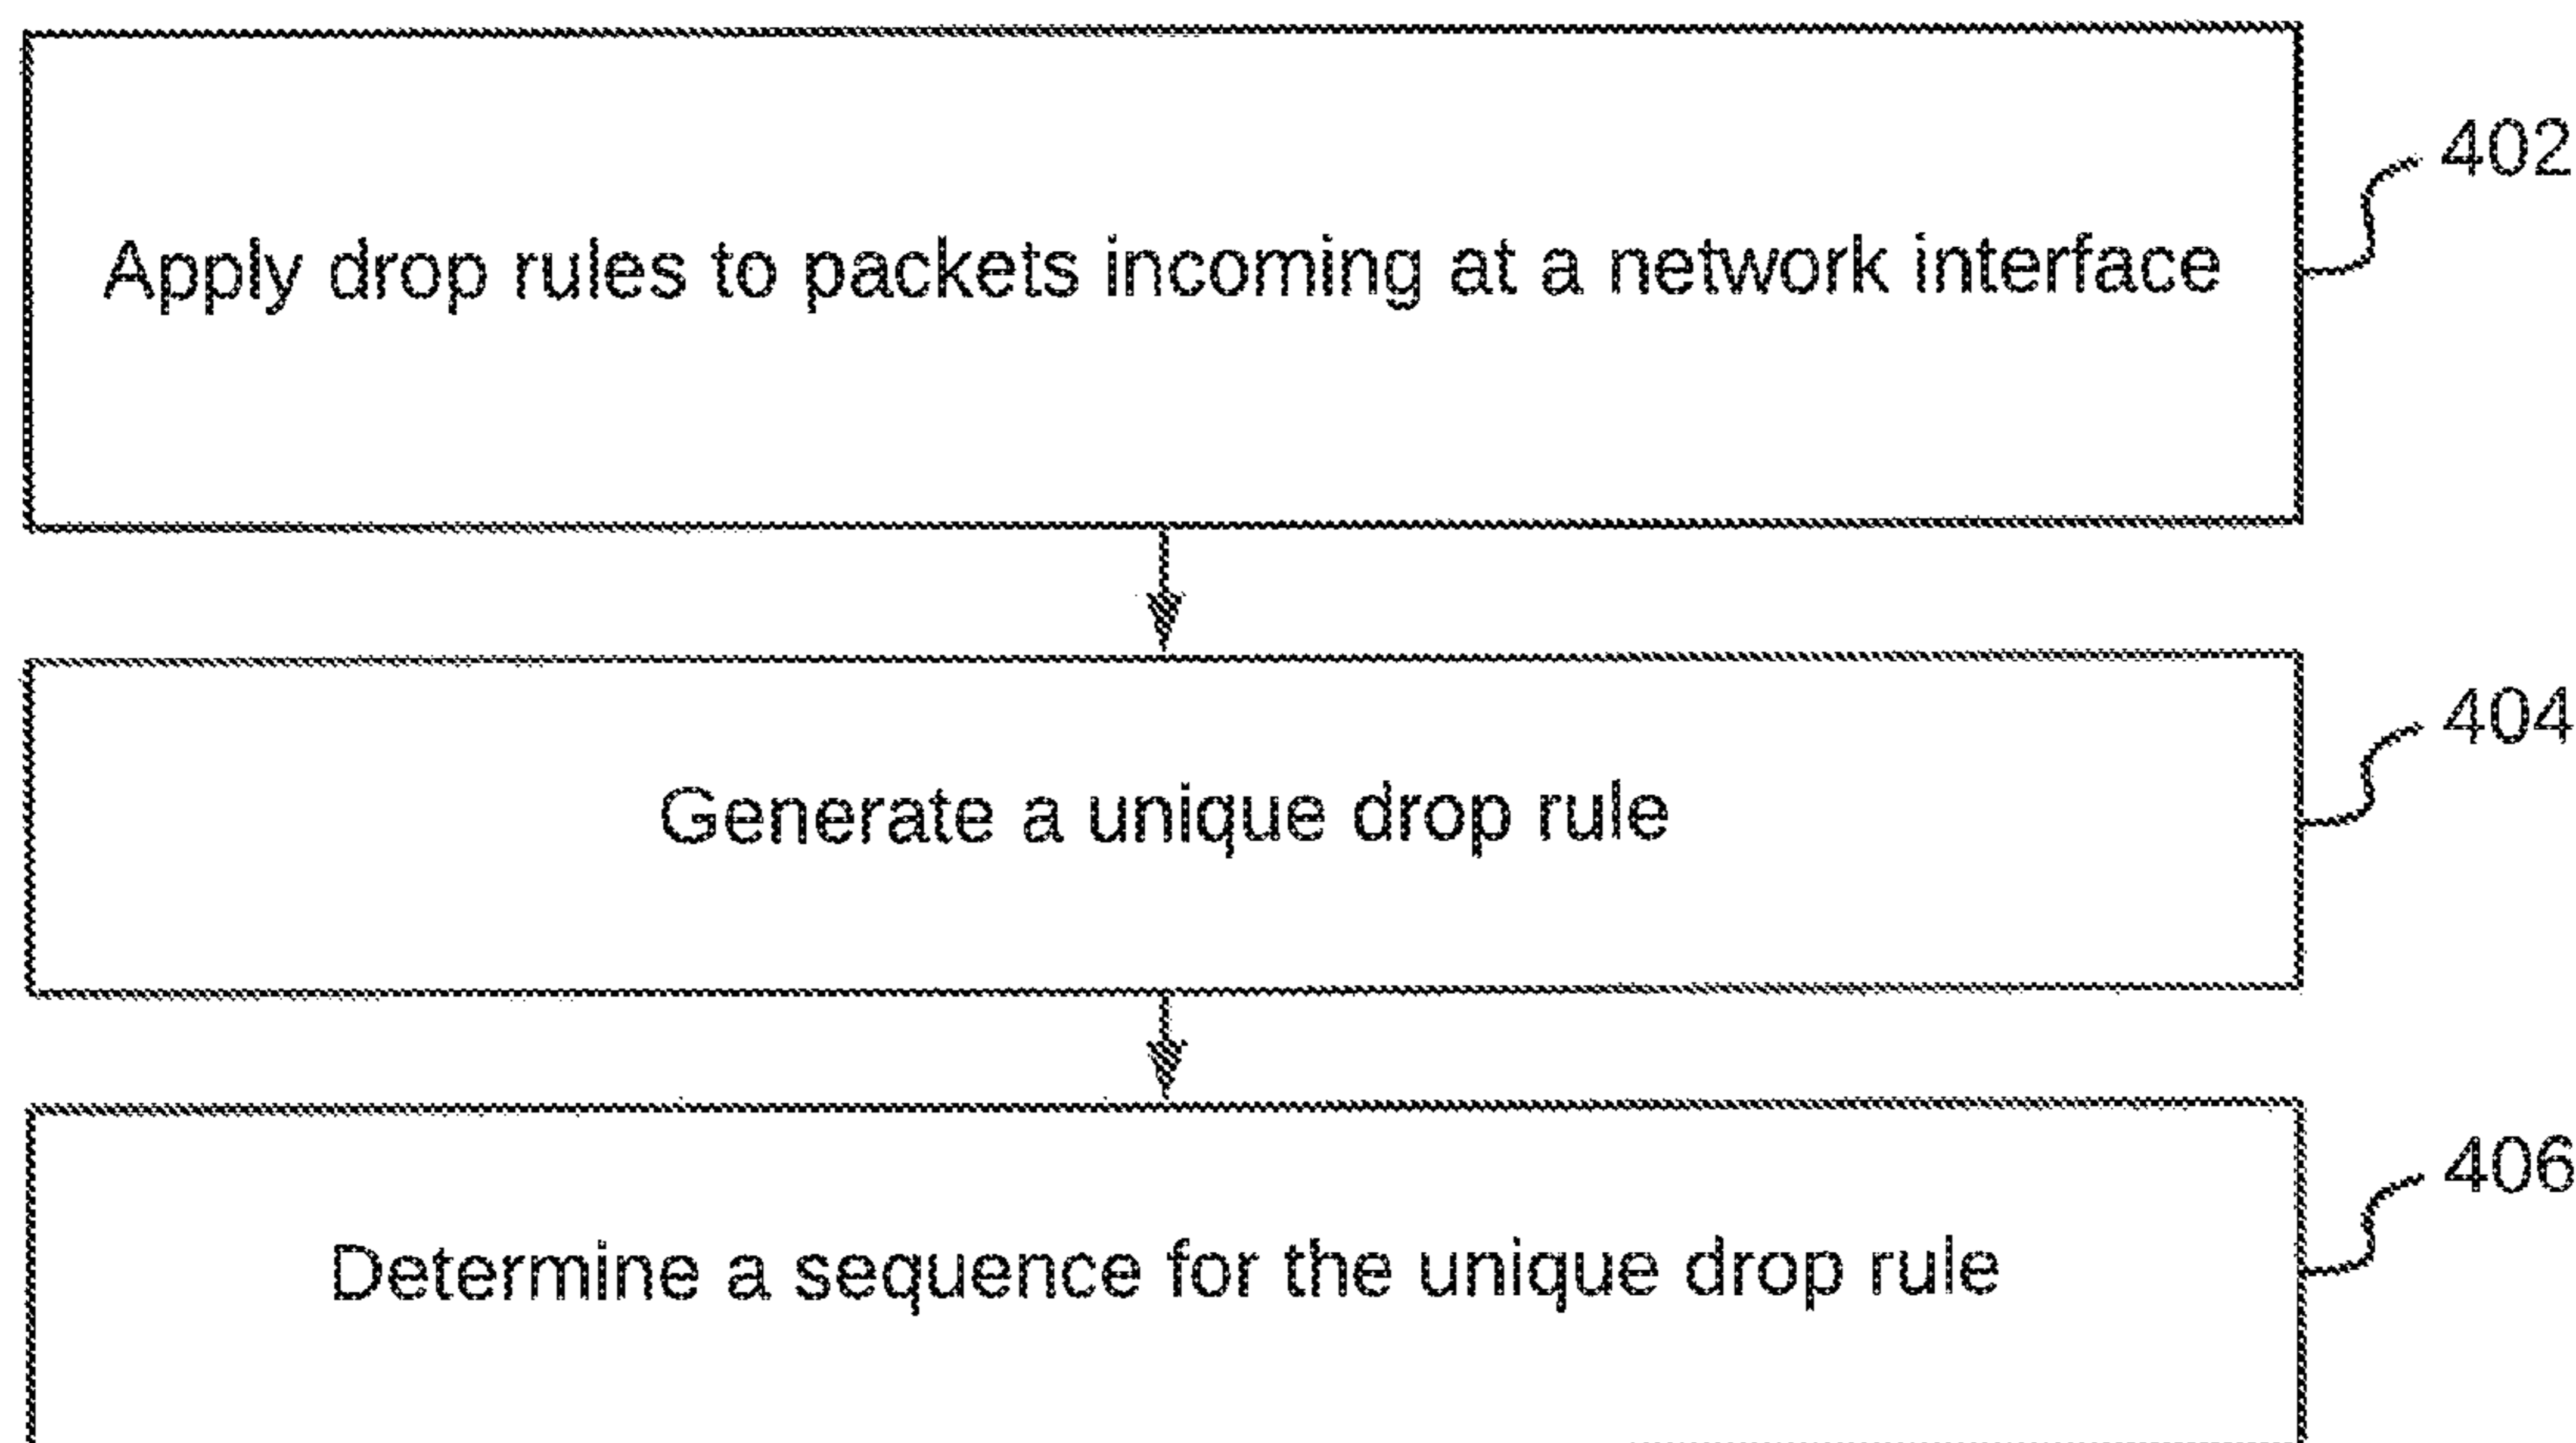 402
Apply drop rules to packets incoming at a network interface
404
Generate a unique drop rule
406
Determine a sequence for the unique drop rule